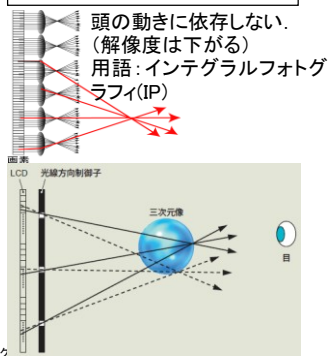 頭の動きに依存しない.
(解像度は下がる)
用語：インテグラルフォトグ
ラフィ(IP)
画素
LCD 光線方向制御子
三次元像
目